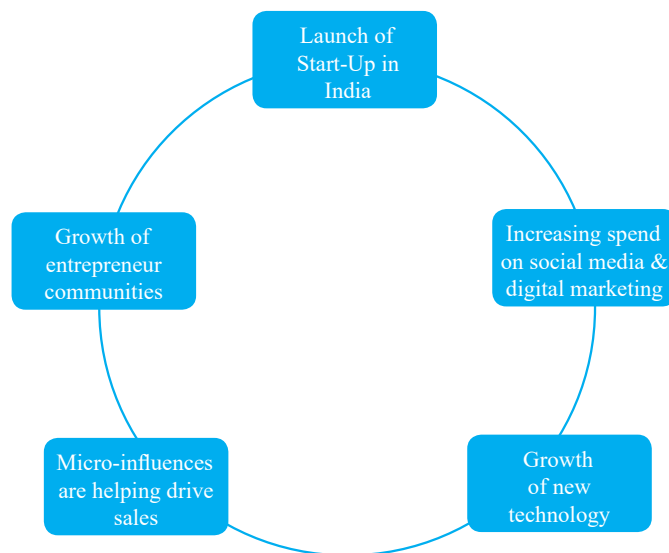 Launch of
Start-Up in
India
Increasing spend
on social media &
digital marketing
Growth
of new
technology
Micro-influences
are helping drive
sales
Growth of
entrepreneur
communities